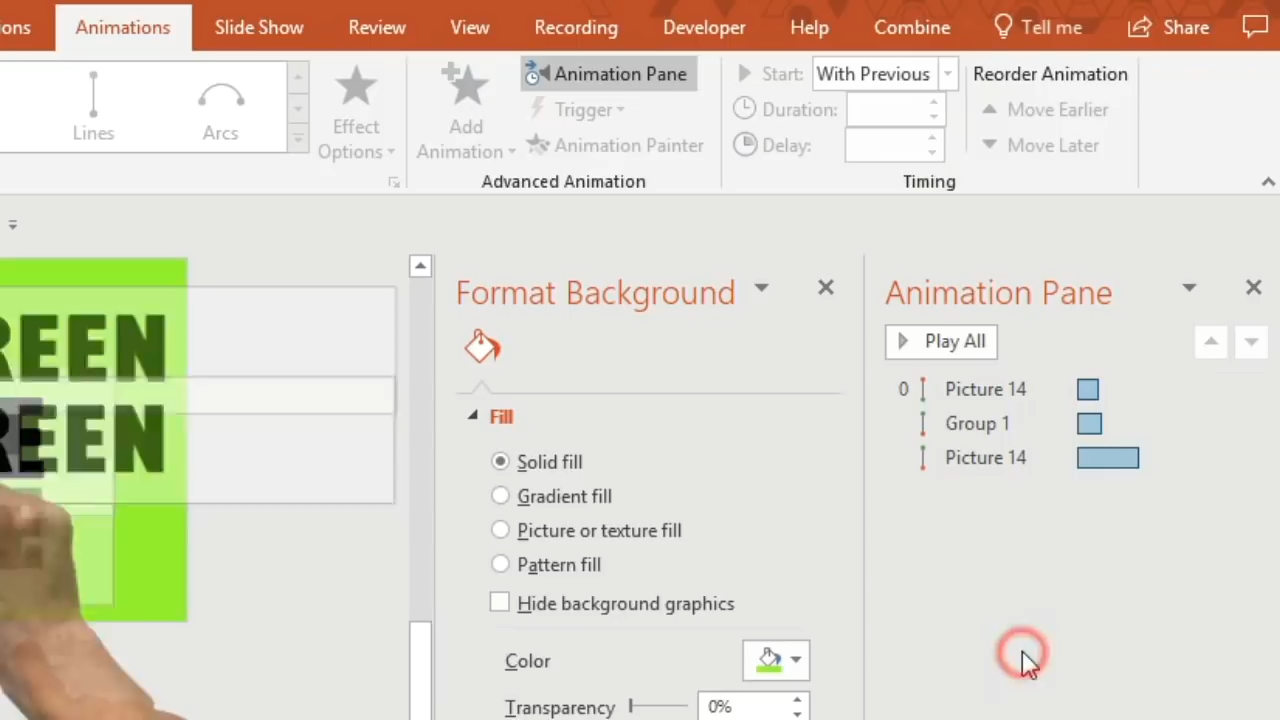 ons Animations Slide Show Review View Recording Developer Help Combine Tell me Share
Animation Pane Start: With Previous Reorder Animation
Trigger Duration: Move Earlier
Lines Arcs Effect Options Add Animation Animation Painter Delay: Move Later
Advanced Animation Timing
Format Background Animation Pane
Play All
REEN
0 Picture 14
Fill Group 1
REEN
Solid fill Picture 14
Gradient fill
Picture or texture fill
Pattern fill
Hide background graphics
Color
Transparency 0%